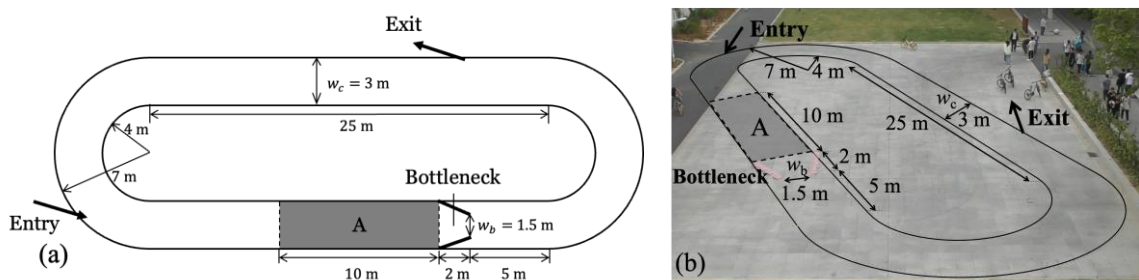 Exit
w_c = 3 m
25 m
4 m
7 m
Bottleneck
Entry
A
w_b = 1.5 m
(a)
10 m
2 m
5 m
Entry
7 m
4 m
w_c
3 m
A
10 m
25 m
Exit
2 m
Bottleneck
w_b
1.5 m
5 m
(b)